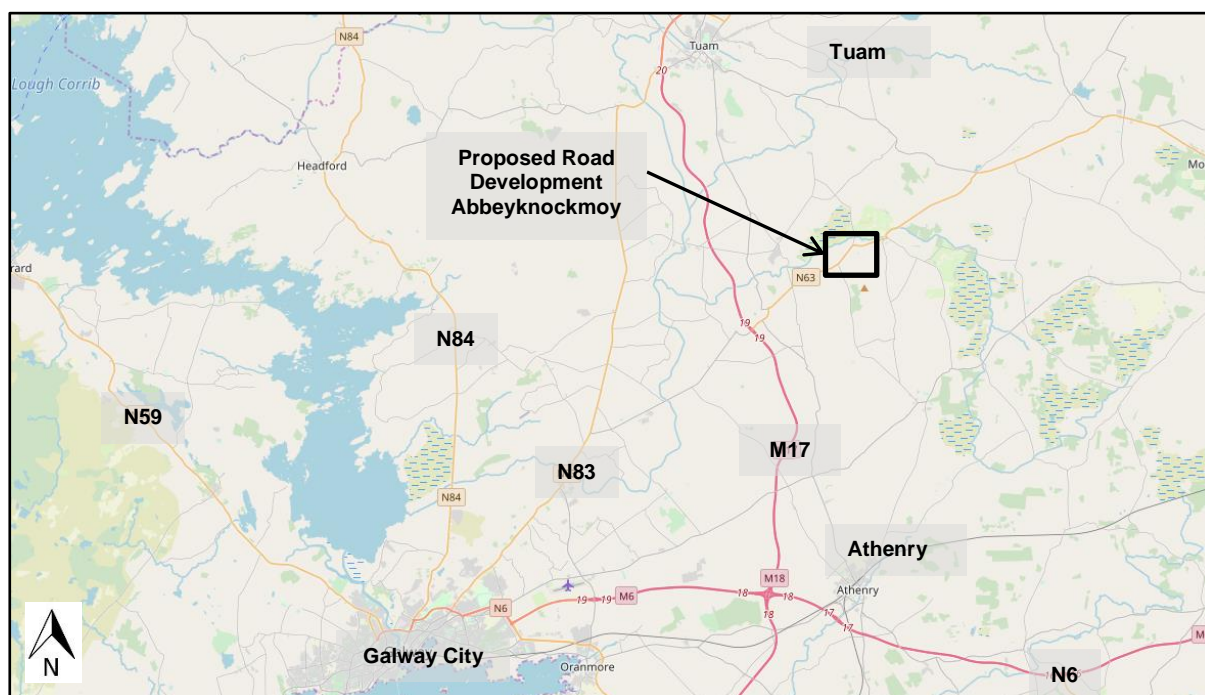 N84
Tuam
Tuam
20
Lough Corrib
Proposed Road
Development
Abbeyknockmoy
Headford
Mo
erard
N63
19
19
N84
N59
M17
N83
N84
Athenry
M18
M6
N6
19
19
18
18
18
Athenry
17
17
Galway City
Oranmore
N6
18
M
N